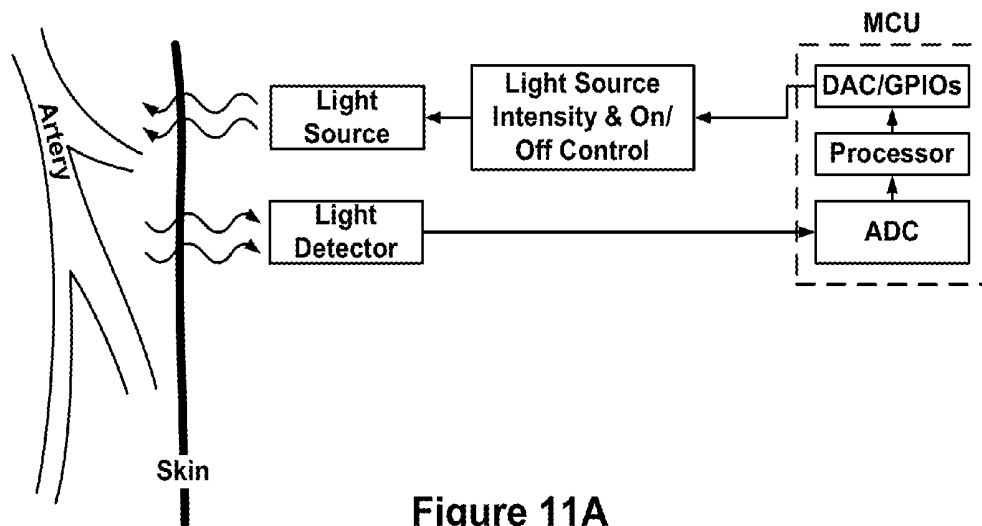 MCU
Artery
Light
Source
Light Source
Intensity & On/
Off Control
DAC/GPIOs
Processor
Light
Detector
ADC
Skin
Figure 11A